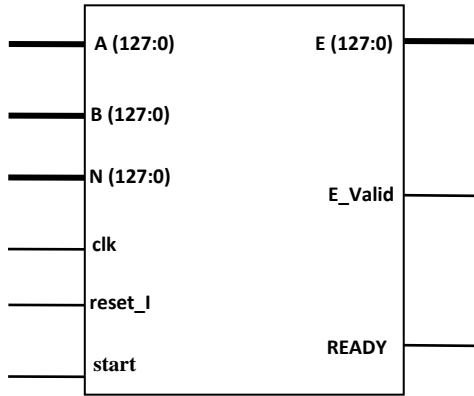 A (127:0) E (127:0)
B (127:0)
N (127:0)
E_Valid
clk
reset_I
READY
start